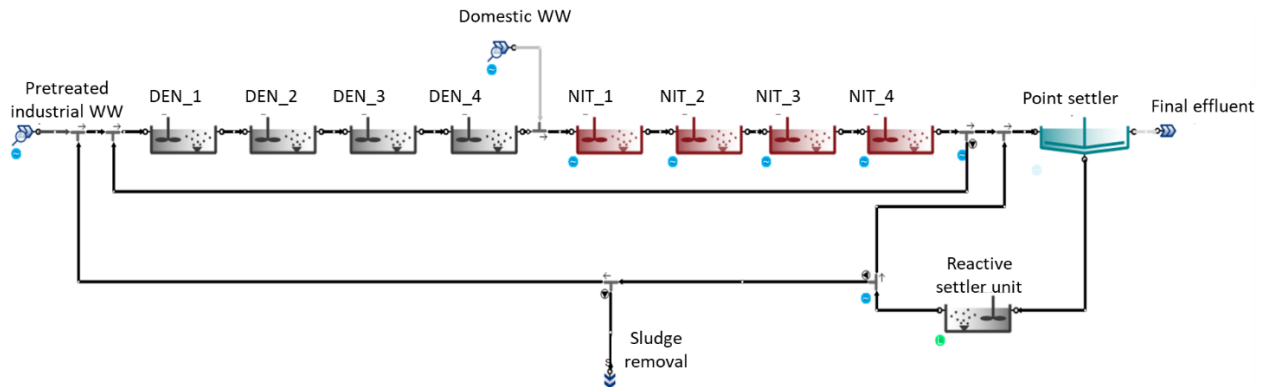 Domestic WW
Pretreated
industrial WW
DEN_1
DEN_2
DEN_3
DEN_4
NIT_1
NIT_2
NIT_3
NIT_4
Point settler
Final effluent
Reactive
settler unit
Sludge
removal